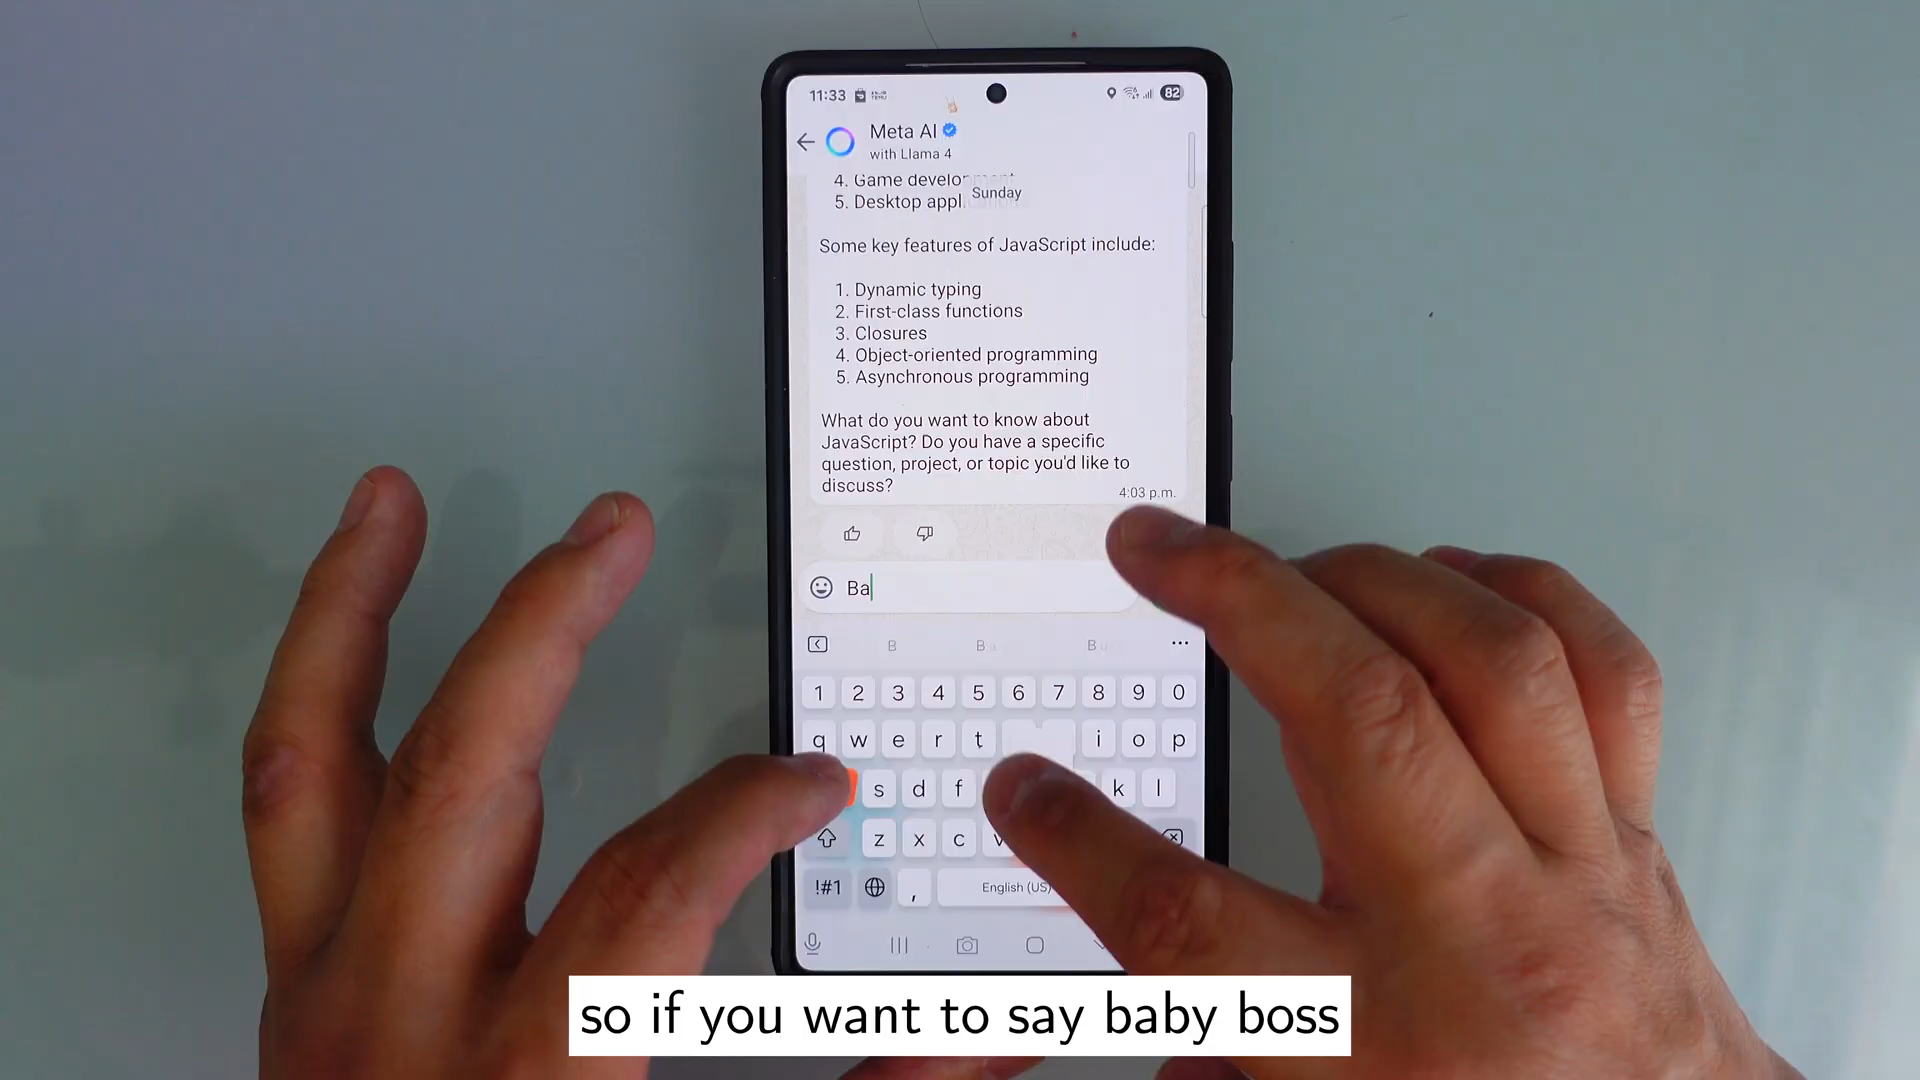 11:33
82
Meta AI
with Llama 4
4. Game develo
Sunday
5. Desktop appl
Some key features of JavaScript include:
1. Dynamic typing
2. First-class functions
3. Closures
4. Object-oriented programming
5. Asynchronous programming
What do you want to know about
JavaScript? Do you have a specific
question, project, or topic you'd like to
discuss?
4:03 p.m.
Ba
B Ba Bu
1 2 3 4 5 6 7 8 9 0
q w e r t i o p
s d f k l
z x c v
!#1 , English (US)
so if you want to say baby boss